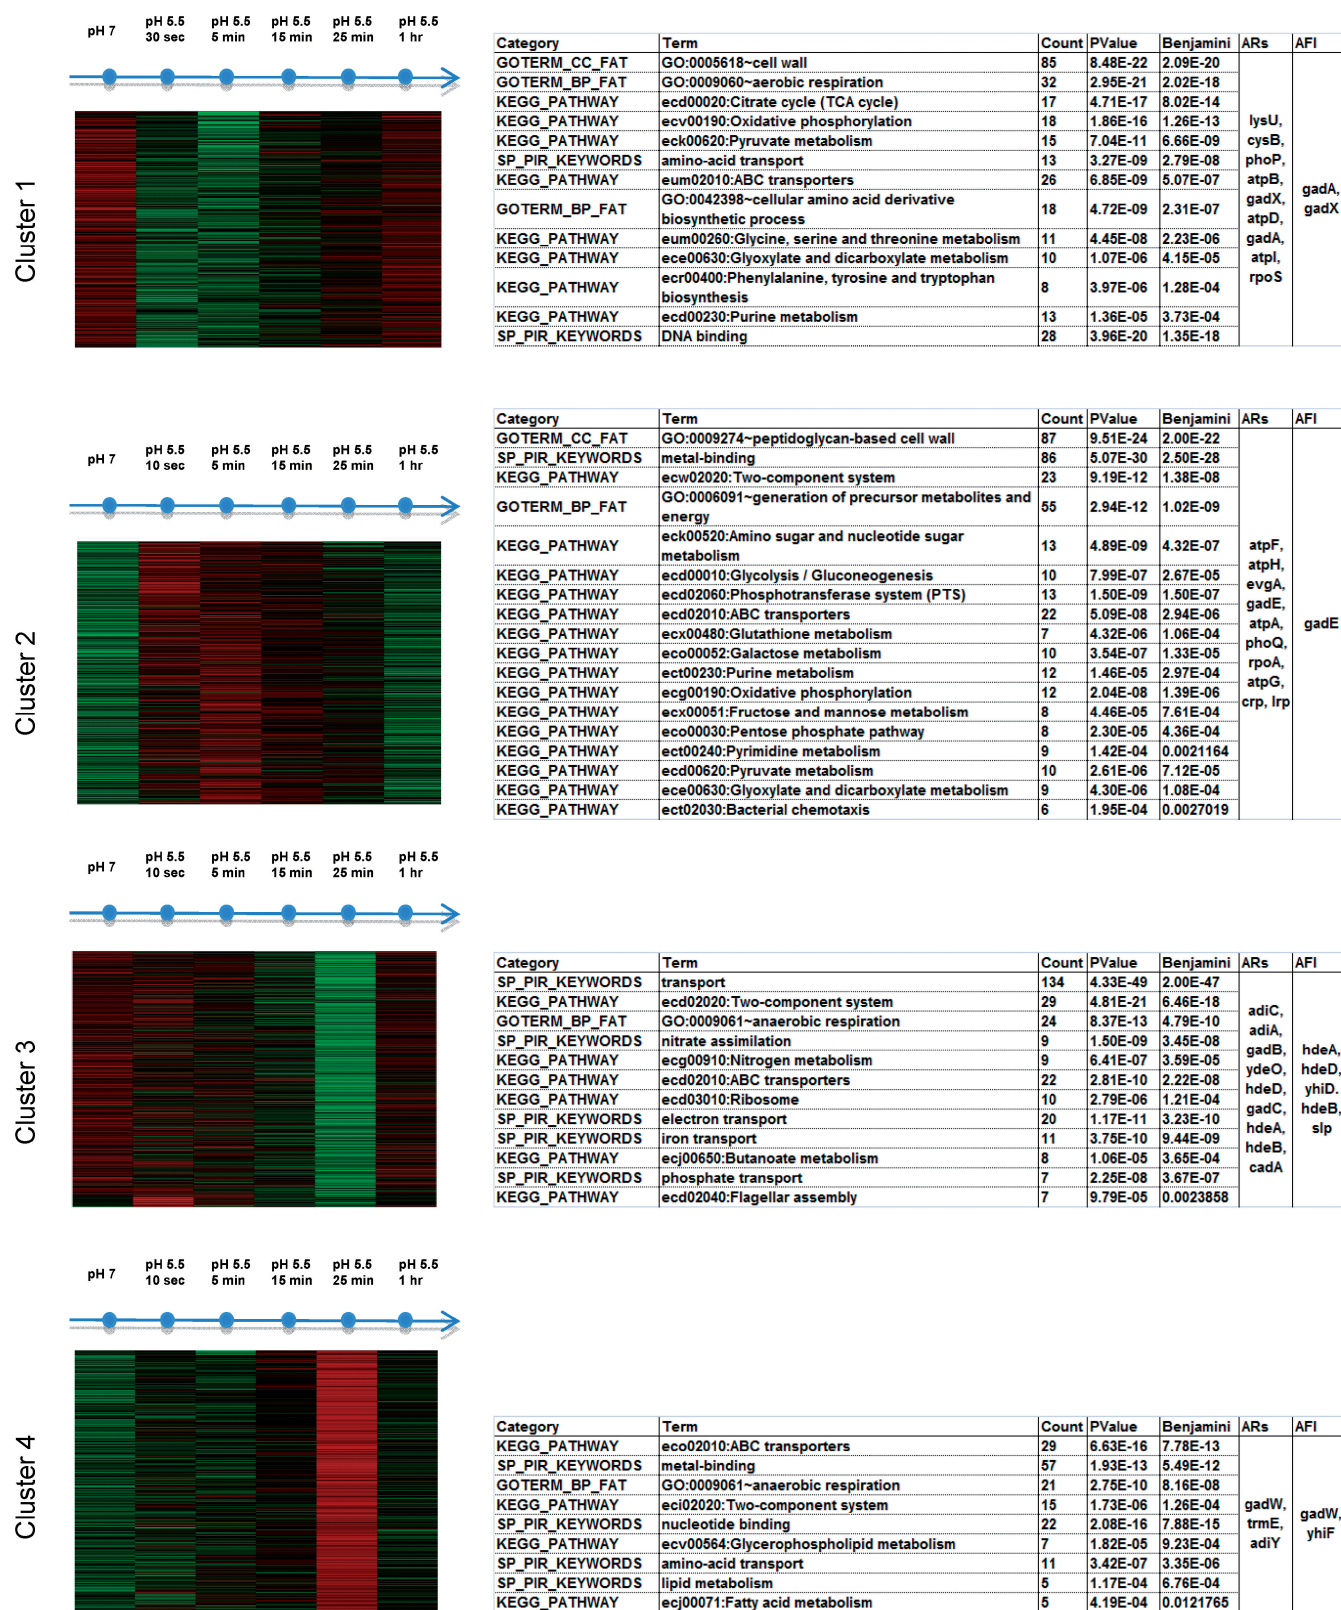 Cluster 1
pH 7 pH 5.5 pH 5.5 pH 5.5 pH 5.5 pH 5.5
30 sec 5 min 15 min 25 min 1 hr
Category Term Count PValue Benjamini ARs AFI
GOTERM_CC_FAT GO:0005618~cell wall 85 8.48E-22 2.09E-20
GOTERM_BP_FAT GO:0009060~aerobic respiration 32 2.95E-21 2.02E-18
KEGG_PATHWAY ecd00020:Citrate cycle (TCA cycle) 17 4.71E-17 8.02E-14
KEGG_PATHWAY ecv00190:Oxidative phosphorylation 18 1.86E-16 1.26E-13
KEGG_PATHWAY eck00620:Pyruvate metabolism 15 7.04E-11 6.66E-09
SP_PIR_KEYWORDS amino-acid transport 13 3.27E-09 2.79E-08
KEGG_PATHWAY eum02010:ABC transporters 26 6.85E-09 5.07E-07
GOTERM_BP_FAT GO:0042398~cellular amino acid derivative
biosynthetic process 18 4.72E-09 2.31E-07
KEGG_PATHWAY eum00260:Glycine, serine and threonine metabolism 11 4.45E-08 2.23E-06
KEGG_PATHWAY ece00630:Glyoxylate and dicarboxylate metabolism 10 1.07E-06 4.15E-05
KEGG_PATHWAY ecr00400:Phenylalanine, tyrosine and tryptophan
biosynthesis 8 3.97E-06 1.28E-04
KEGG_PATHWAY ecd00230:Purine metabolism 13 1.36E-05 3.73E-04
SP_PIR_KEYWORDS DNA binding 28 3.96E-20 1.35E-18
lysU,
cysB,
phoP,
atpB,
gadX,
atpD,
gadA,
atpI,
rpoS
gadA,
gadX
Cluster 2
pH 7 pH 5.5 pH 5.5 pH 5.5 pH 5.5 pH 5.5
10 sec 5 min 15 min 25 min 1 hr
Category Term Count PValue Benjamini ARs AFI
GOTERM_CC_FAT GO:0009274~peptidoglycan-based cell wall 87 9.51E-24 2.00E-22
SP_PIR_KEYWORDS metal-binding 86 5.07E-30 2.50E-28
KEGG_PATHWAY ecw02020:Two-component system 23 9.19E-12 1.38E-08
GOTERM_BP_FAT GO:0006091~generation of precursor metabolites and
energy 55 2.94E-12 1.02E-09
KEGG_PATHWAY eck00520:Amino sugar and nucleotide sugar
metabolism 13 4.89E-09 4.32E-07
KEGG_PATHWAY ecd00010:Glycolysis / Gluconeogenesis 10 7.99E-07 2.67E-05
KEGG_PATHWAY ecd02060:Phosphotransferase system (PTS) 13 1.50E-09 1.50E-07
KEGG_PATHWAY ecd02010:ABC transporters 22 5.09E-08 2.94E-06
KEGG_PATHWAY ecx00480:Glutathione metabolism 7 4.32E-06 1.06E-04
KEGG_PATHWAY eco00052:Galactose metabolism 10 3.54E-07 1.33E-05
KEGG_PATHWAY ect00230:Purine metabolism 12 1.46E-05 2.97E-04
KEGG_PATHWAY ecg00190:Oxidative phosphorylation 12 2.04E-08 1.39E-06
KEGG_PATHWAY ecx00051:Fructose and mannose metabolism 8 4.46E-05 7.61E-04
KEGG_PATHWAY eco00030:Pentose phosphate pathway 8 2.30E-05 4.36E-04
KEGG_PATHWAY ect00240:Pyrimidine metabolism 9 1.42E-04 0.0021164
KEGG_PATHWAY ecd00620:Pyruvate metabolism 10 2.61E-06 7.12E-05
KEGG_PATHWAY ece00630:Glyoxylate and dicarboxylate metabolism 9 4.30E-06 1.08E-04
KEGG_PATHWAY ect02030:Bacterial chemotaxis 6 1.95E-04 0.0027019
atpF,
atpH,
evgA,
gadE,
atpA,
phoQ,
rpoA,
atpG,
crp, lrp
gadE
Cluster 3
pH 7 pH 5.5 pH 5.5 pH 5.5 pH 5.5 pH 5.5
10 sec 5 min 15 min 25 min 1 hr
Category Term Count PValue Benjamini ARs AFI
SP_PIR_KEYWORDS transport 134 4.33E-49 2.00E-47
KEGG_PATHWAY ecd02020:Two-component system 29 4.81E-21 6.46E-18
GOTERM_BP_FAT GO:0009061~anaerobic respiration 24 8.37E-13 4.79E-10
SP_PIR_KEYWORDS nitrate assimilation 9 1.50E-09 3.45E-08
KEGG_PATHWAY ecg00910:Nitrogen metabolism 9 6.41E-07 3.59E-05
KEGG_PATHWAY ecd02010:ABC transporters 22 2.81E-10 2.22E-08
KEGG_PATHWAY ecd03010:Ribosome 10 2.79E-06 1.21E-04
SP_PIR_KEYWORDS electron transport 20 1.17E-11 3.23E-10
SP_PIR_KEYWORDS iron transport 11 3.75E-10 9.44E-09
KEGG_PATHWAY ecj00650:Butanoate metabolism 8 1.06E-05 3.65E-04
SP_PIR_KEYWORDS phosphate transport 7 2.25E-08 3.67E-07
KEGG_PATHWAY ecd02040:Flagellar assembly 7 9.79E-05 0.0023858
adiC,
adiA,
gadB,
ydeO,
hdeD,
gadC,
hdeA,
hdeB,
cadA
hdeA,
hdeD,
yhiD.
hdeB,
slp
Cluster 4
pH 7 pH 5.5 pH 5.5 pH 5.5 pH 5.5 pH 5.5
10 sec 5 min 15 min 25 min 1 hr
Category Term Count PValue Benjamini ARs AFI
KEGG_PATHWAY eco02010:ABC transporters 29 6.63E-16 7.78E-13
SP_PIR_KEYWORDS metal-binding 57 1.93E-13 5.49E-12
GOTERM_BP_FAT GO:0009061~anaerobic respiration 21 2.75E-10 8.16E-08
KEGG_PATHWAY eci02020:Two-component system 15 1.73E-06 1.26E-04
SP_PIR_KEYWORDS nucleotide binding 22 2.08E-16 7.88E-15
KEGG_PATHWAY ecv00564:Glycerophospholipid metabolism 7 1.82E-05 9.23E-04
SP_PIR_KEYWORDS amino-acid transport 11 3.42E-07 3.35E-06
SP_PIR_KEYWORDS lipid metabolism 5 1.17E-04 6.76E-04
KEGG_PATHWAY ecj00071:Fatty acid metabolism 5 4.19E-04 0.0121765
gadW,
trmE,
adiY
gadW,
yhiF